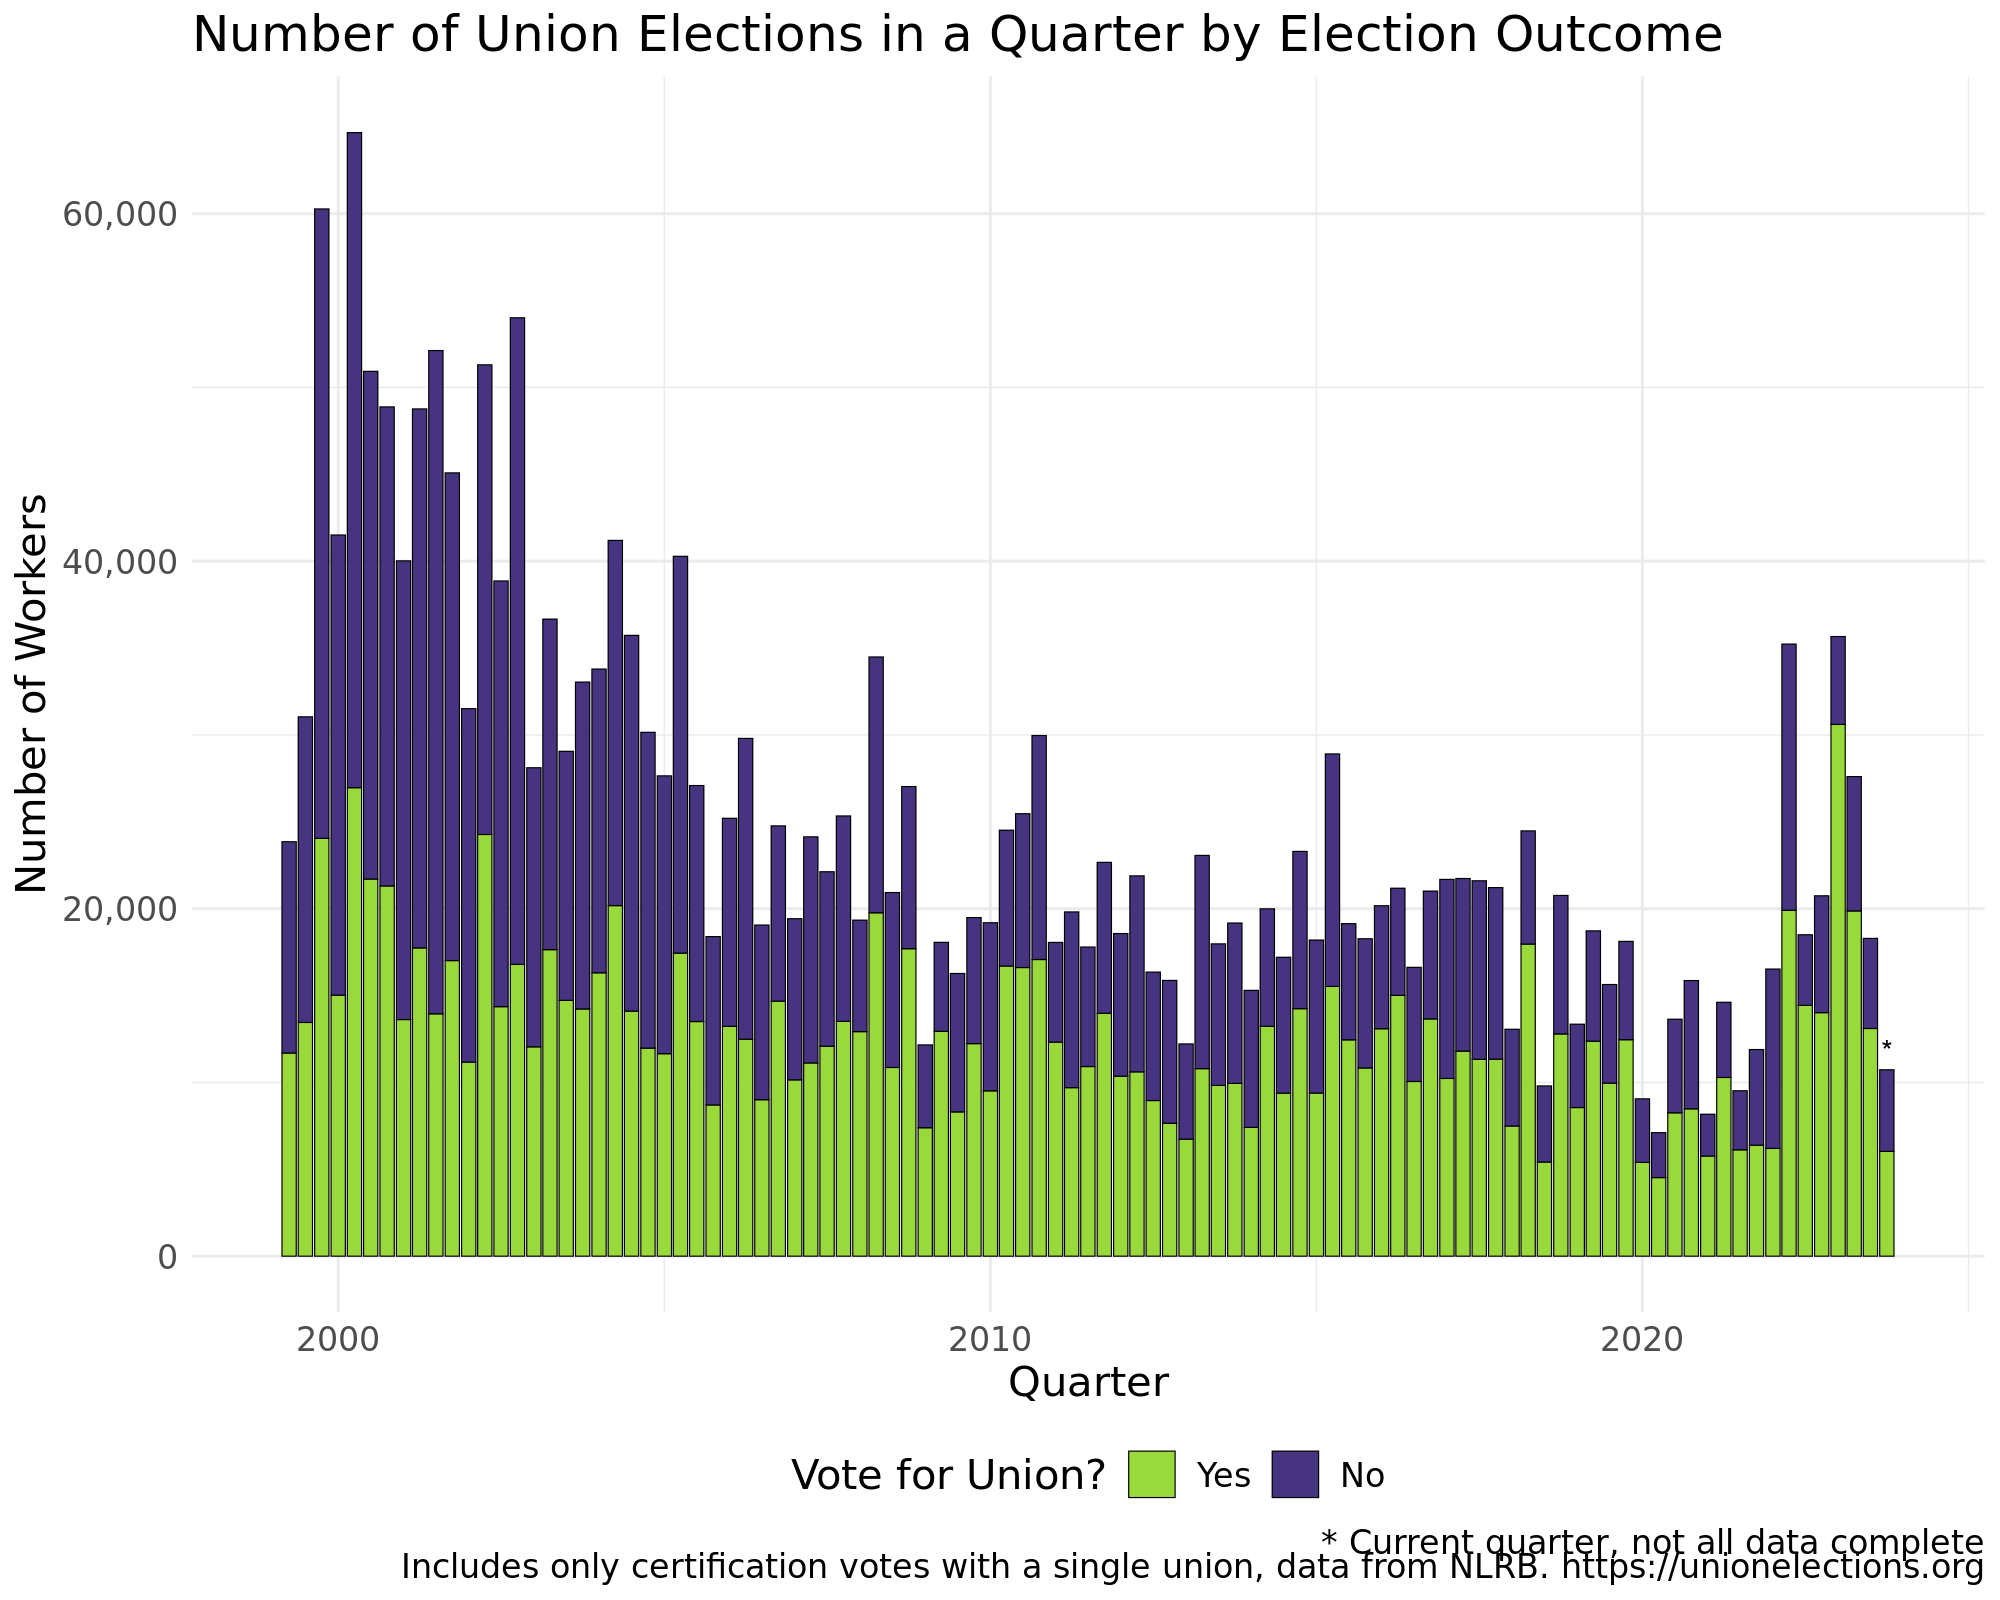 Number of Union Elections in a Quarter by Election Outcome
Number of Workers
60,000
40,000
20,000
0
*
2000
2010
2020
Quarter
Vote for Union?
Yes
No
* Current quarter, not all data complete
Includes only certification votes with a single union, data from NLRB. https://unionelections.org